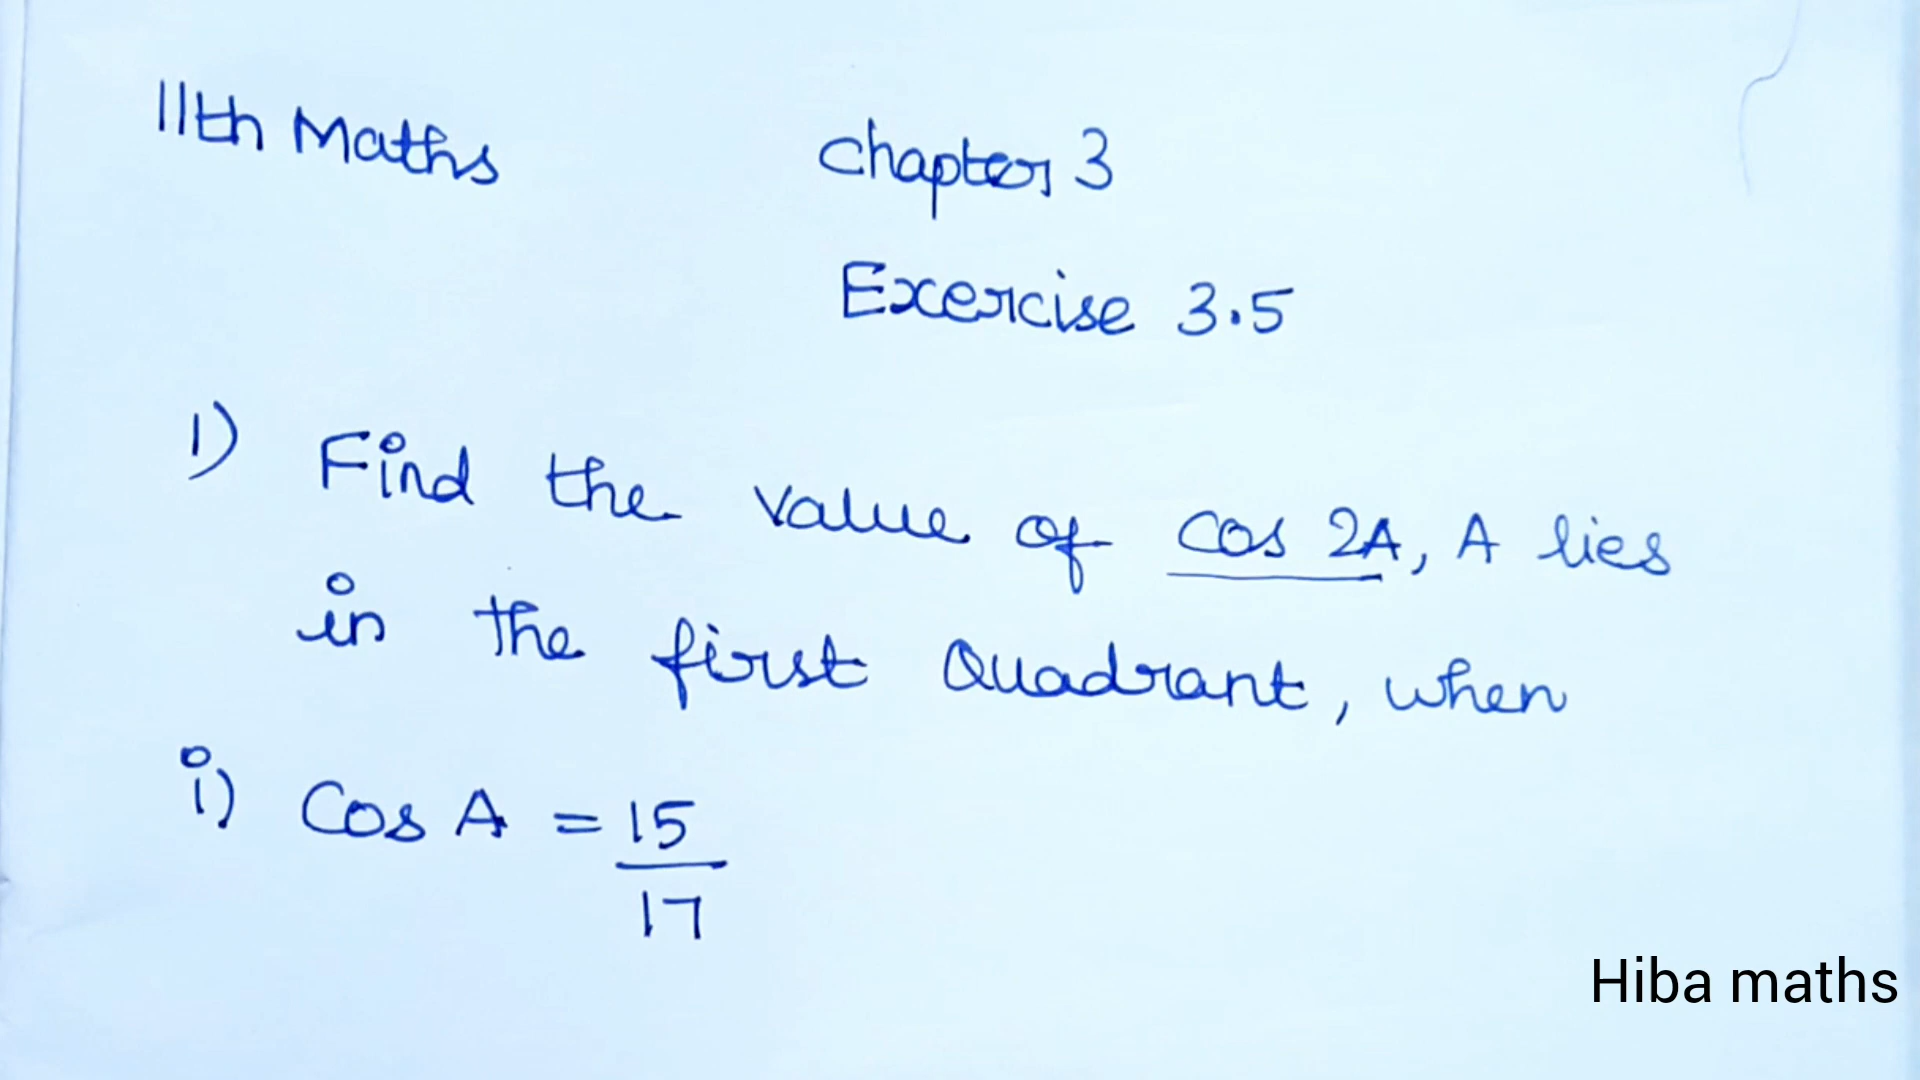 11th Maths
chapter 3
Exercise 3.5
1) Find the value of cos 2A, A lies
in the first Quadrant, when
i) Cos A = 15/17
Hiba maths